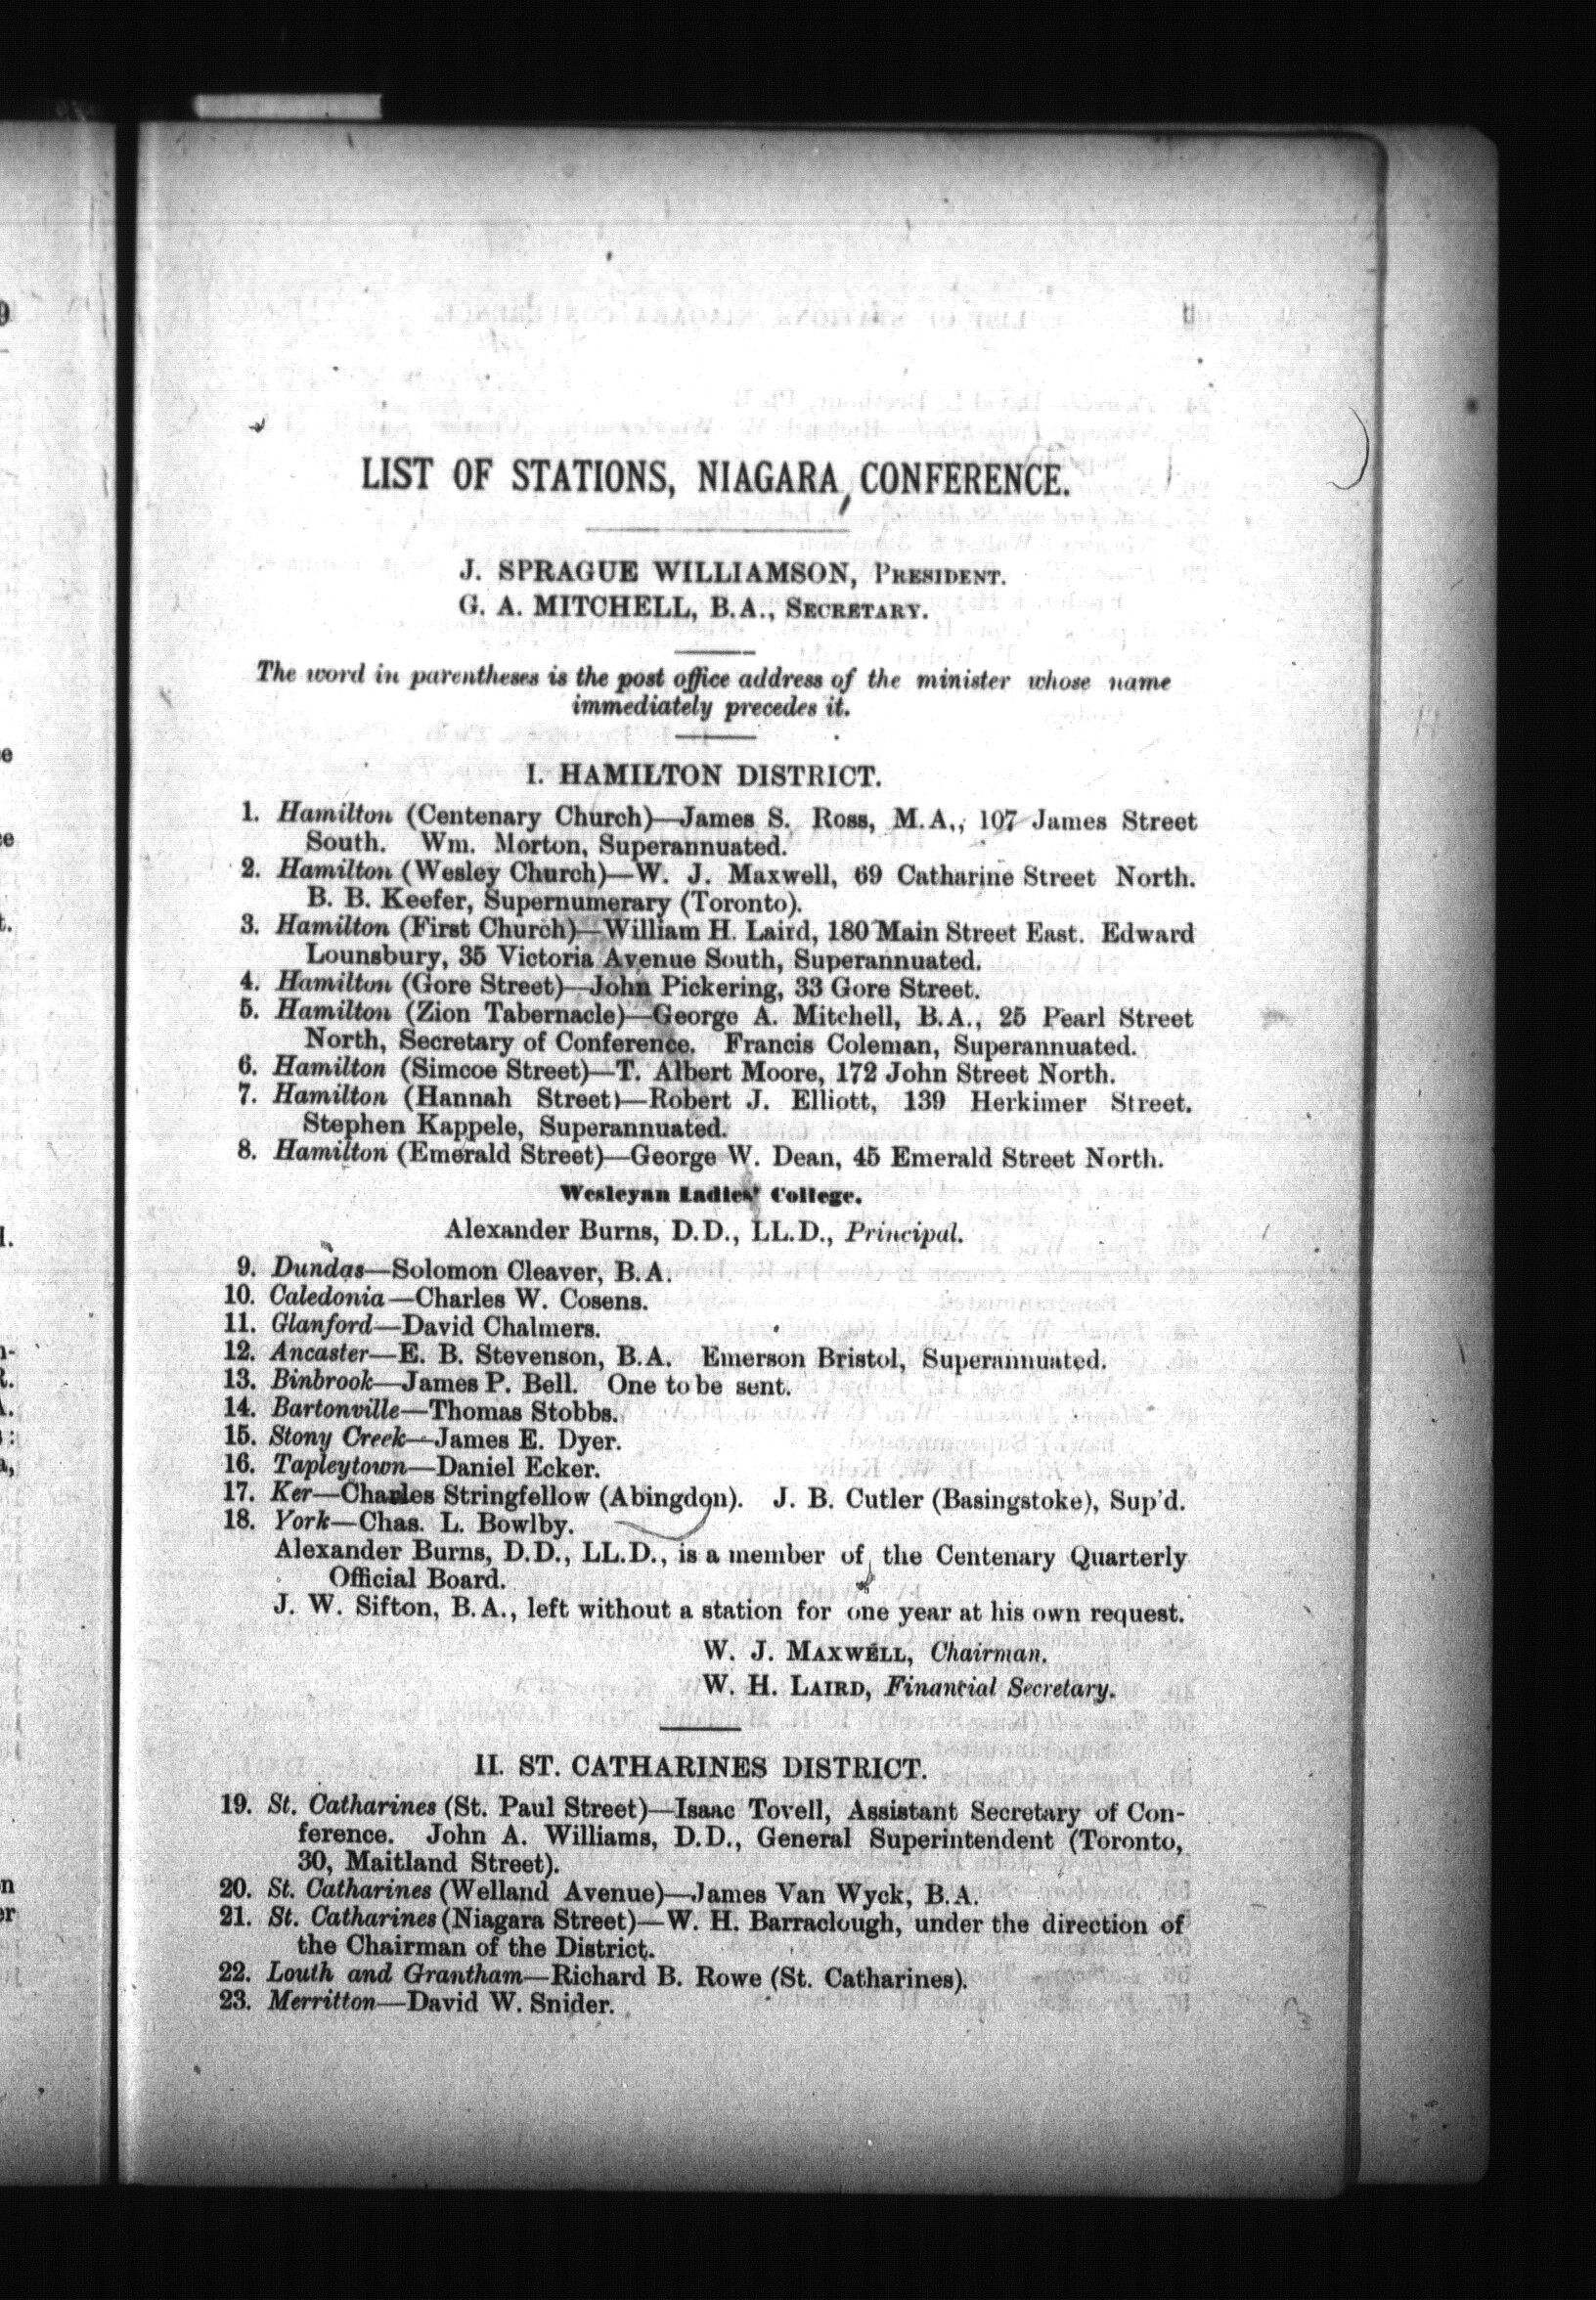 LIST OF STATIONS, NIAGARA CONFERENCE.
J. SPRAGUE WILLIAMSON, PRESIDENT.
G. A. MITCHELL, B.A., SECRETARY.
The word in parentheses is the post office address of the minister whose name
immediately precedes it.
I. HAMILTON DISTRICT.
1. Hamilton (Centenary Church)—James S. Ross, M.A., 107 James Street
South. Wm. Morton, Superannuated.
2. Hamilton (Wesley Church)—W. J. Maxwell, 69 Catharine Street North.
B. B. Keefer, Supernumerary (Toronto).
3. Hamilton (First Church)—William H. Laird, 180 Main Street East. Edward
Lounsbury, 35 Victoria Avenue South, Superannuated.
4. Hamilton (Gore Street)—John Pickering, 33 Gore Street.
5. Hamilton (Zion Tabernacle)—George A. Mitchell, B.A., 25 Pearl Street
North, Secretary of Conference. Francis Coleman, Superannuated.
6. Hamilton (Simcoe Street)—T. Albert Moore, 172 John Street North.
7. Hamilton (Hannah Street)—Robert J. Elliott, 139 Herkimer Street.
Stephen Kappele, Superannuated.
8. Hamilton (Emerald Street)—George W. Dean, 45 Emerald Street North.
Wesleyan Ladies' College.
Alexander Burns, D.D., LL.D., Principal.
9. Dundas—Solomon Cleaver, B.A.
10. Caledonia—Charles W. Cosens.
11. Glanford—David Chalmers.
12. Ancaster—E. B. Stevenson, B.A. Emerson Bristol, Superannuated.
13. Binbrook—James P. Bell. One to be sent.
14. Bartonville—Thomas Stobbs.
15. Stony Creek—James E. Dyer.
16. Tapleytown—Daniel Ecker.
17. Ker—Charles Stringfellow (Abingdon). J. B. Cutler (Basingstoke), Sup'd.
18. York—Chas. L. Bowlby.
Alexander Burns, D.D., LL.D., is a member of the Centenary Quarterly
Official Board.
J. W. Sifton, B.A., left without a station for one year at his own request.
W. J. MAXWELL, Chairman.
W. H. LAIRD, Financial Secretary.
II. ST. CATHARINES DISTRICT.
19. St. Catharines (St. Paul Street)—Isaac Tovell, Assistant Secretary of Con-
ference. John A. Williams, D.D., General Superintendent (Toronto,
30, Maitland Street).
20. St. Catharines (Welland Avenue)—James Van Wyck, B.A.
21. St. Catharines (Niagara Street)—W. H. Barraclough, under the direction of
the Chairman of the District.
22. Louth and Grantham—Richard B. Rowe (St. Catharines).
23. Merritton—David W. Snider.